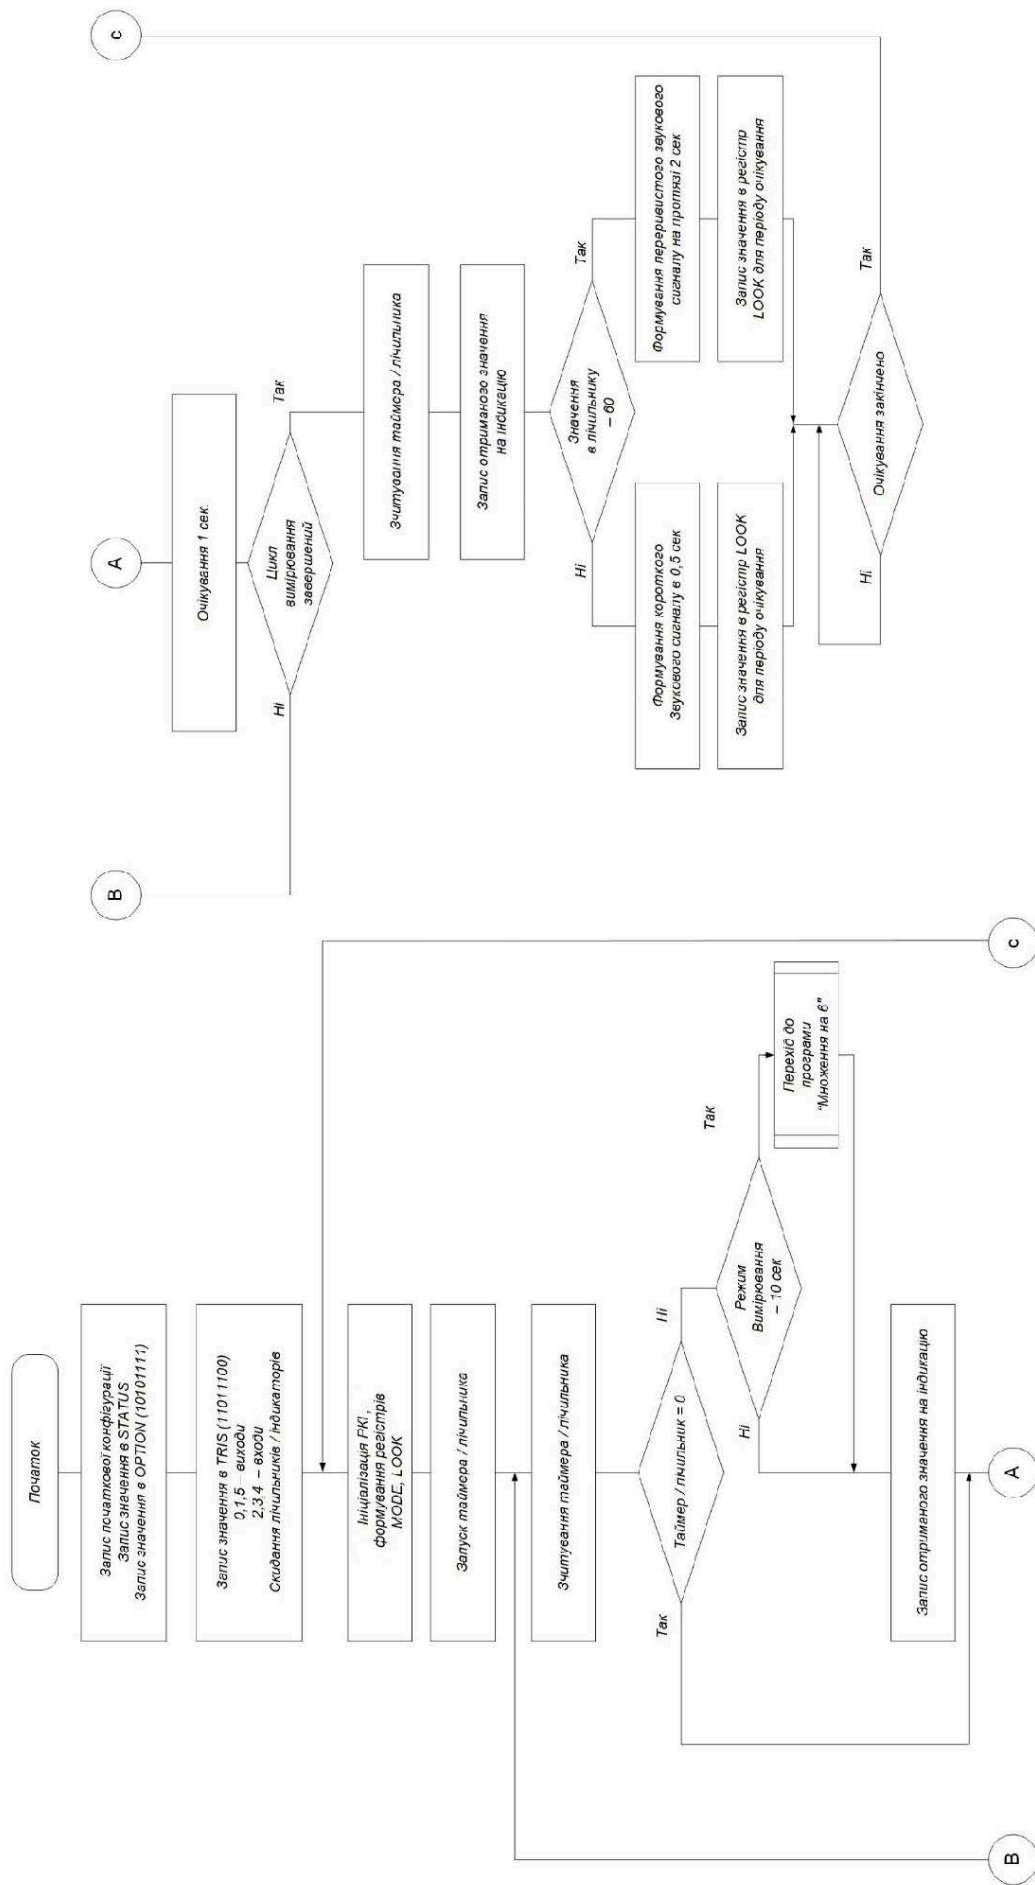 Початок
Запис початкової конфігурації
Запис значення в STATUS
Запис значення в OPTION (10101111)
Запис значення в TRIS (11011100)
0,1,5 – виходи
2,3,4 – входи
Скидання лічильників / індикаторів
Ініціалізація РКІ,
формування регістрів
MODE, LOOK
Запуск таймера / лічильника
Зчитування таймера / лічильника
Таймер / лічильник = 0
Так
Ні
Режим
Вимірювання
– 10 сек
Ні
Так
Перехід до
програми
"Множення на 6"
Запис отриманого значення на індикацію
B
A
c
B
A
c
Очікування 1 сек.
Цикл
вимірювання
завершений
Ні
Так
Зчитування таймера / лічильника
Запис отриманого значення
на індикацію
Значення
в лічильнику
– 60
Ні
Так
Формування короткого
Звукового сигналу в 0,5 сек
Запис значення в регістр LOOK
для періоду очікування
Формування переривистого звукового
сигналу на протязі 2 сек
Запис значення в регістр
LOOK для періоду очікування
Очікування закінчено
Ні
Так